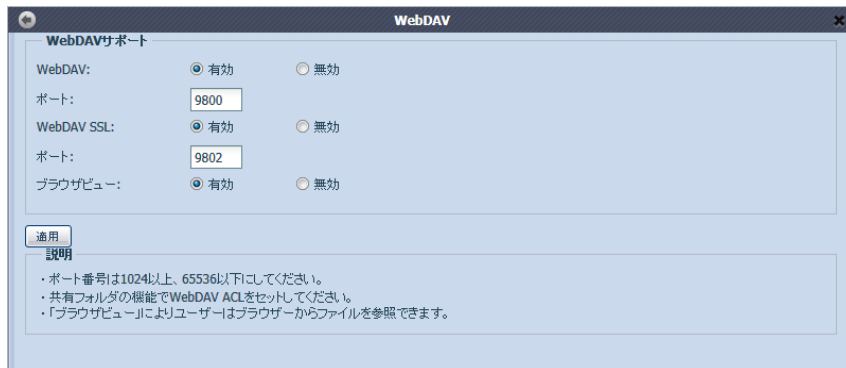 WebDAV
WebDAVサポート
WebDAV: 有効 無効
ポート: 9800
WebDAV SSL: 有効 無効
ポート: 9802
ブラウザビュー: 有効 無効
適用
説明
・ポート番号は1024以上、65536以下にしてください。
・共有フォルダの機能でWebDAV ACLをセットしてください。
・「ブラウザビュー」によりユーザーはブラウザーからファイルを参照できます。